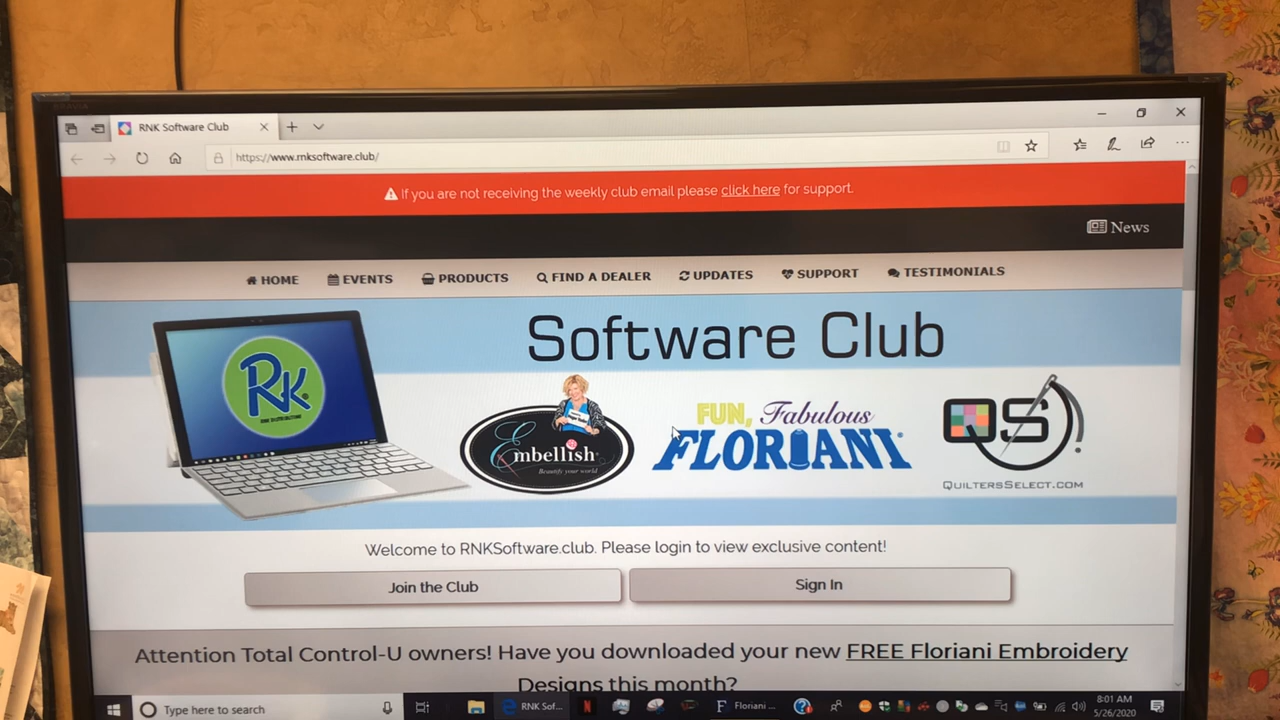 RNK Software Club
https://www.rnksoftware.club/
If you are not receiving the weekly club email please click here for support.
News
HOME EVENTS PRODUCTS FIND A DEALER UPDATES SUPPORT TESTIMONIALS
Software Club
RK
Embellish
Beautify your world
FUN, Fabulous
FLORIANI
QS
QUILTERSSELECT.COM
Welcome to RNKSoftware.club. Please login to view exclusive content!
Join the Club
Sign In
Attention Total Control-U owners! Have you downloaded your new FREE Floriani Embroidery
Designs this month?
Type here to search
RNK Sof...
Floriani ...
8:01 AM
5/26/2020